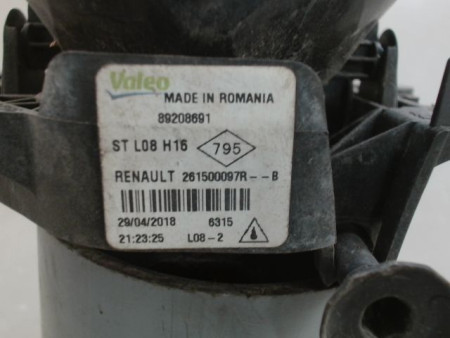 Valeo
MADE IN ROMANIA
89208691
ST L08 H16 795
RENAULT 261500097R--B
29/04/2018 6315
21:23:25 L08-2